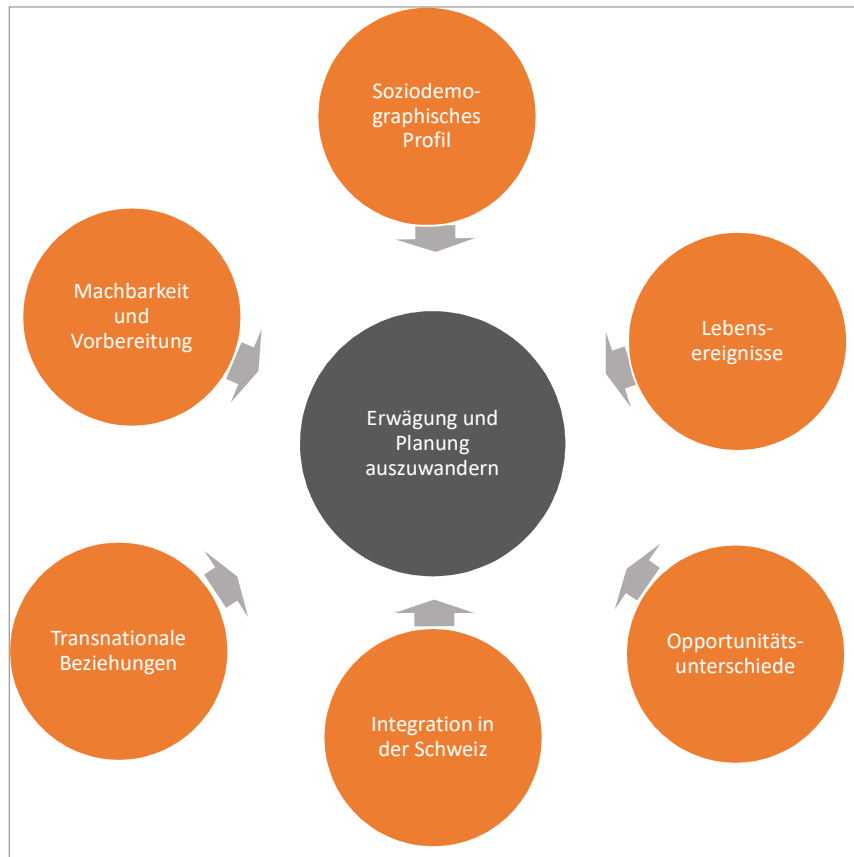 Soziodemo-
graphisches
Profil
Machbarkeit
und
Vorbereitung
Lebens-
ereignisse
Erwägung und
Planung
auszuwandern
Transnationale
Beziehungen
Opportunitäts-
unterschiede
Integration in
der Schweiz